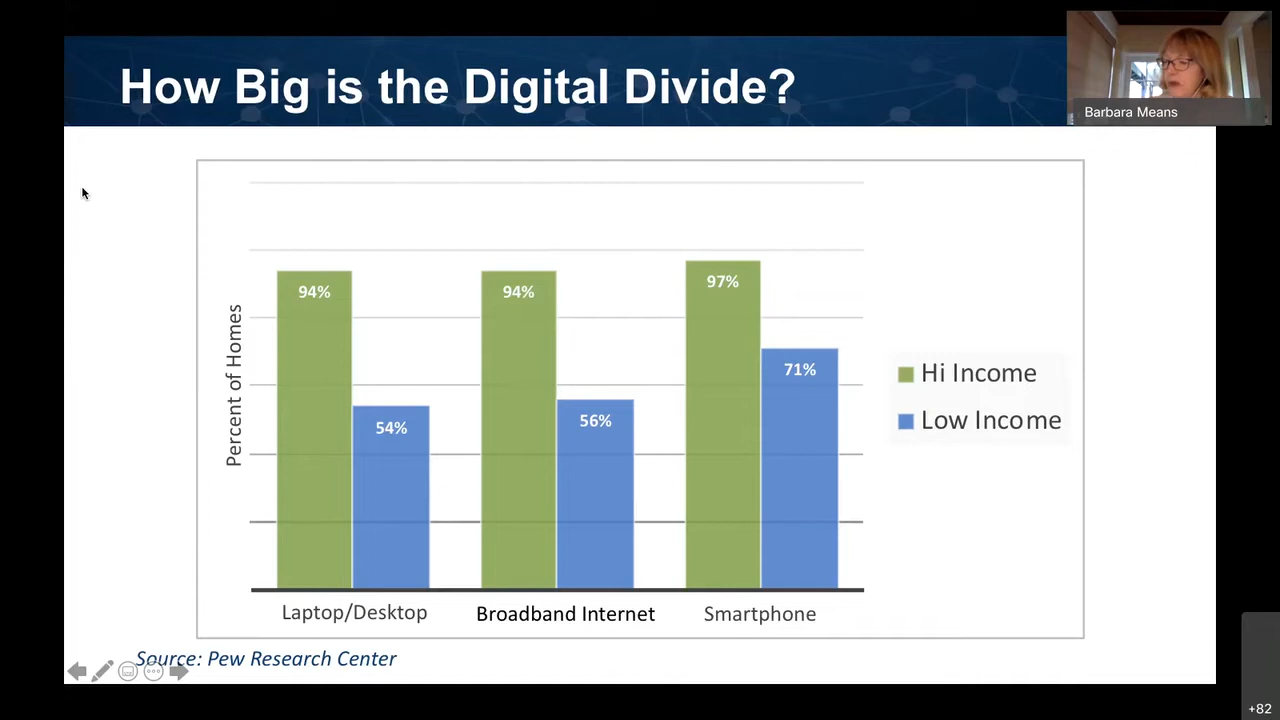 How Big is the Digital Divide?
Barbara Means
Percent of Homes
94%
54%
94%
56%
97%
71%
Hi Income
Low Income
Laptop/Desktop
Broadband Internet
Smartphone
Source: Pew Research Center
+82